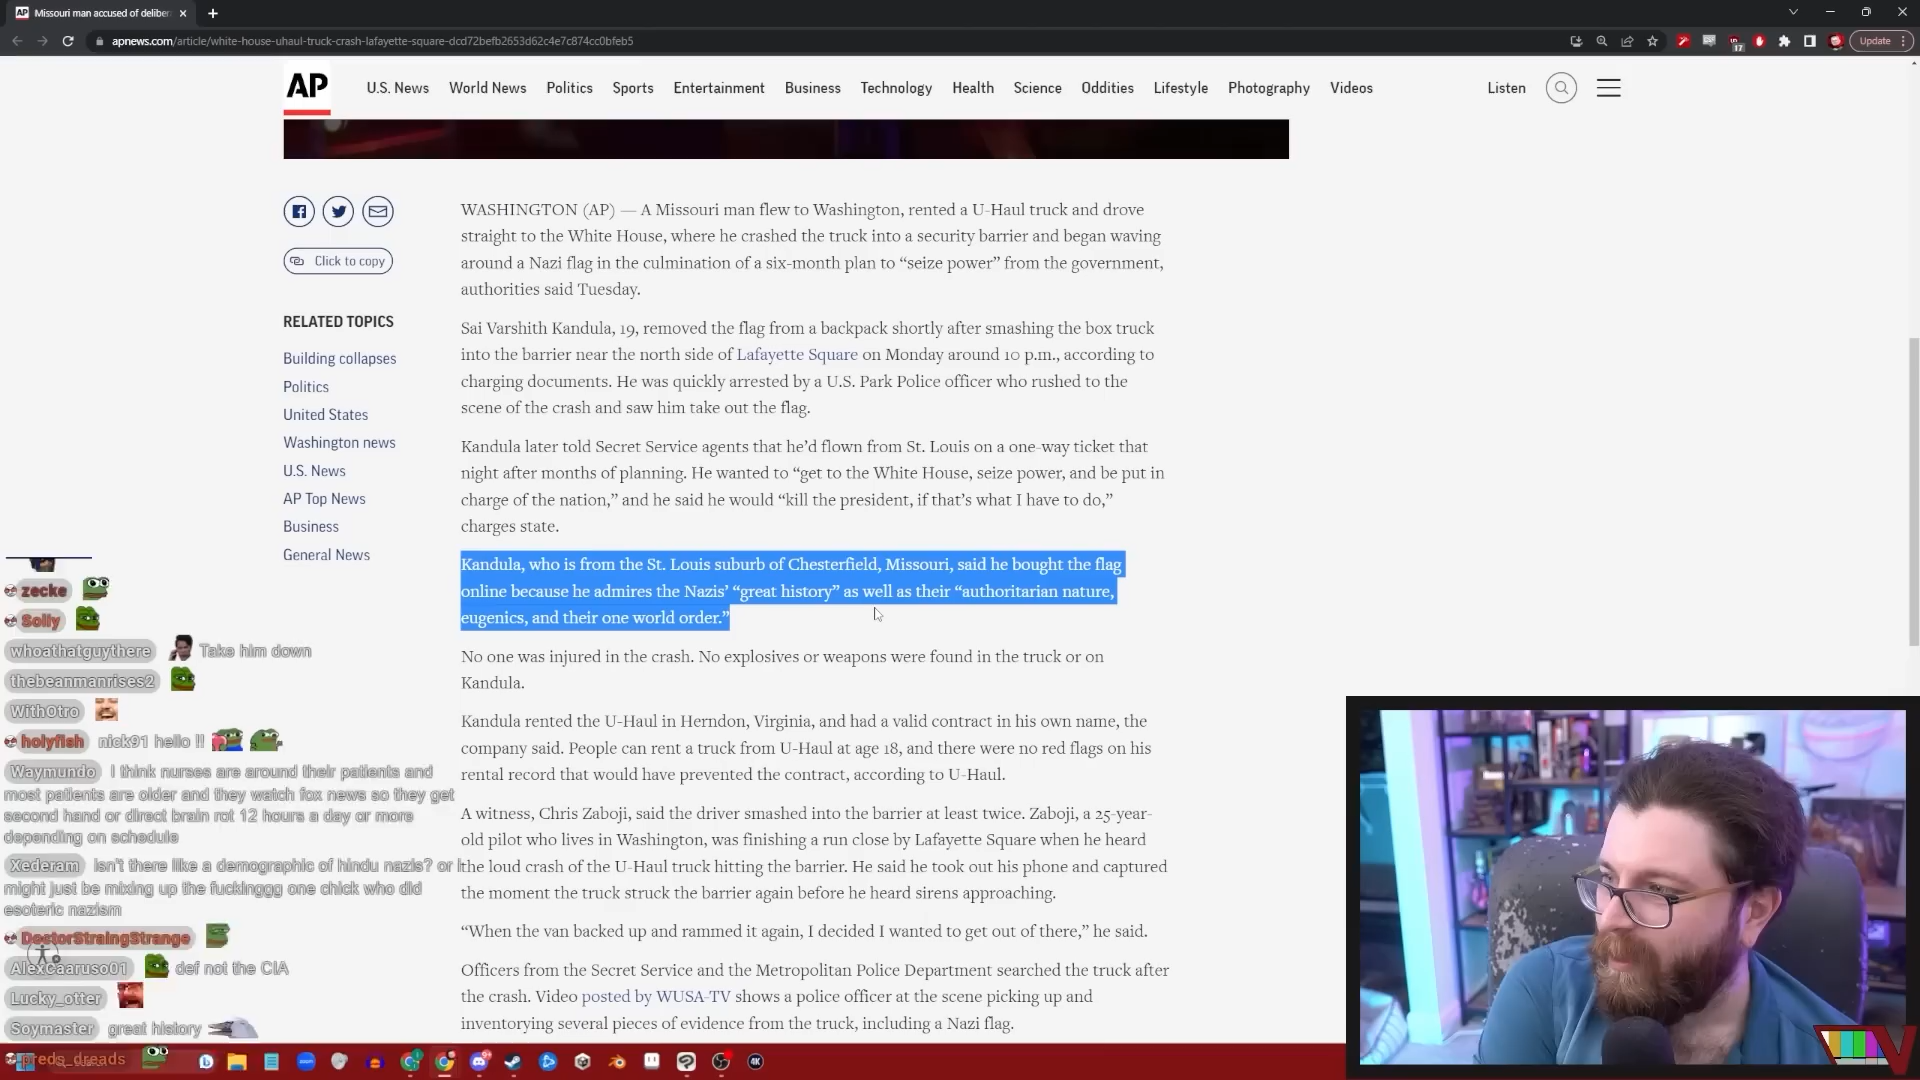 AP Missouri man accused of deliber
apnews.com/article/white-house-uhaul-truck-crash-lafayette-square-dcd72befb2653d62c4e7c874cc0bfeb5
17
Update
AP
U.S. News World News Politics Sports Entertainment Business Technology Health Science Oddities Lifestyle Photography Videos
Listen
Click to copy
RELATED TOPICS
Building collapses
Politics
United States
Washington news
U.S. News
AP Top News
Business
General News
WASHINGTON (AP) — A Missouri man flew to Washington, rented a U-Haul truck and drove
straight to the White House, where he crashed the truck into a security barrier and began waving
around a Nazi flag in the culmination of a six-month plan to “seize power” from the government,
authorities said Tuesday.
Sai Varshith Kandula, 19, removed the flag from a backpack shortly after smashing the box truck
into the barrier near the north side of Lafayette Square on Monday around 10 p.m., according to
charging documents. He was quickly arrested by a U.S. Park Police officer who rushed to the
scene of the crash and saw him take out the flag.
Kandula later told Secret Service agents that he’d flown from St. Louis on a one-way ticket that
night after months of planning. He wanted to “get to the White House, seize power, and be put in
charge of the nation,” and he said he would “kill the president, if that’s what I have to do,”
charges state.
Kandula, who is from the St. Louis suburb of Chesterfield, Missouri, said he bought the flag
online because he admires the Nazis’ “great history” as well as their “authoritarian nature,
eugenics, and their one world order.”
No one was injured in the crash. No explosives or weapons were found in the truck or on
Kandula.
Kandula rented the U-Haul in Herndon, Virginia, and had a valid contract in his own name, the
company said. People can rent a truck from U-Haul at age 18, and there were no red flags on his
rental record that would have prevented the contract, according to U-Haul.
A witness, Chris Zaboji, said the driver smashed into the barrier at least twice. Zaboji, a 25-year-
old pilot who lives in Washington, was finishing a run close by Lafayette Square when he heard
the loud crash of the U-Haul truck hitting the barrier. He said he took out his phone and captured
the moment the truck struck the barrier again before he heard sirens approaching.
“When the van backed up and rammed it again, I decided I wanted to get out of there,” he said.
Officers from the Secret Service and the Metropolitan Police Department searched the truck after
the crash. Video posted by WUSA-TV shows a police officer at the scene picking up and
inventorying several pieces of evidence from the truck, including a Nazi flag.
zecke
Solly
whoathatguythere Take him down
thebeanmanrises2
WithOtro
holyfish nick91 hello !!
Waymundo I think nurses are around their patients and
most patients are older and they watch fox news so they get
second hand or direct brain rot 12 hours a day or more
depending on schedule
Xederam Isn't there like a demographic of hindu nazis? or I
might just be mixing up the fuckinggg one chick who did
esoteric nazism
DoctorStraingStrange
AlexCaaruso01 def not the CIA
Lucky_otter
Soymaster great history
preds_dreads
4K